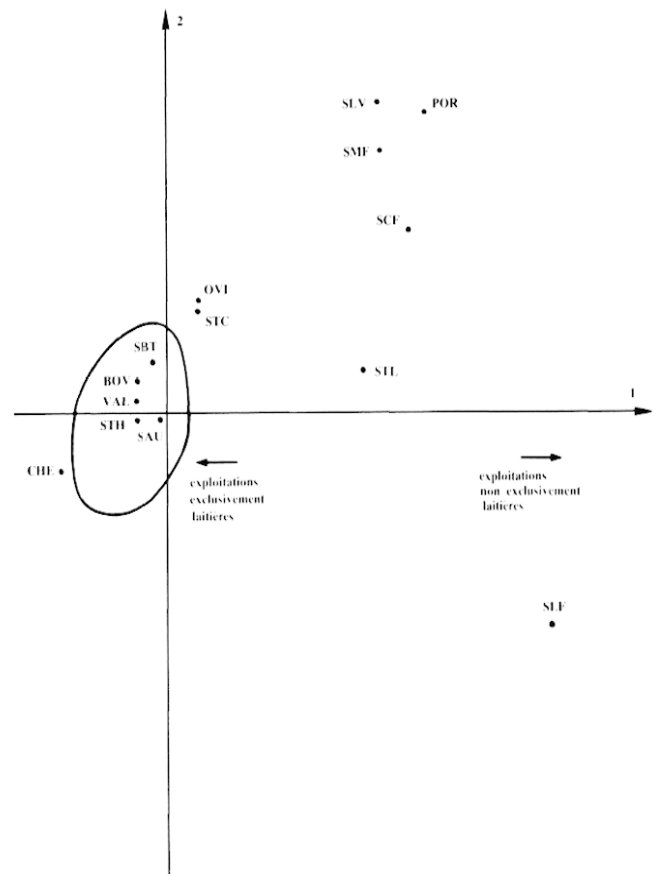 2
SLV
POR
SMF
SCF
OVI
STC
SBT
STL
BOV
VAL
1
STH
SAU
CHE
exploitations
exclusivement
laitières
exploitations
non exclusivement
laitières
SLF